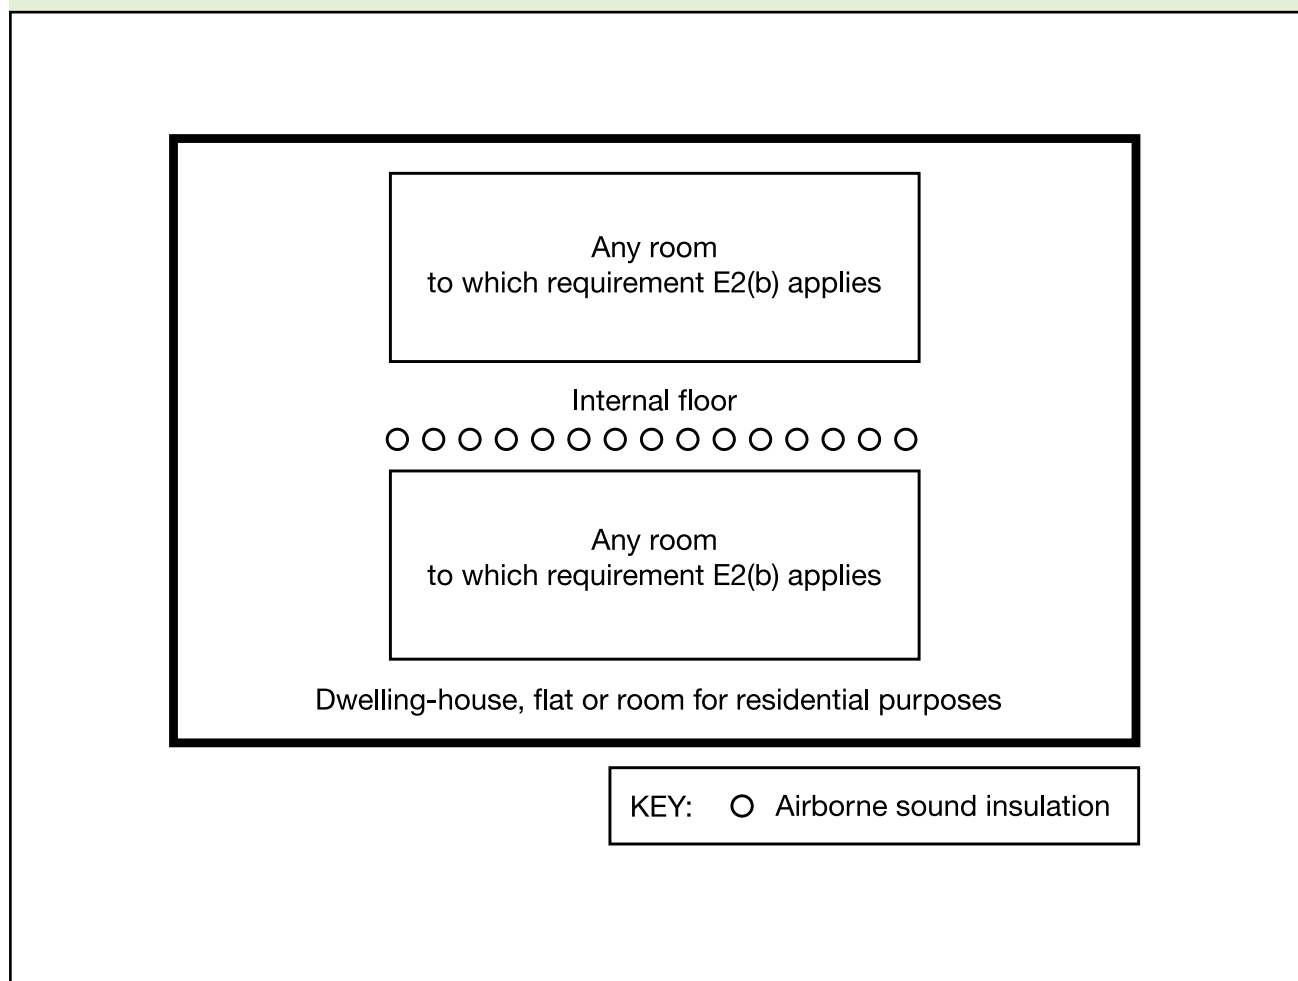 Any room
to which requirement E2(b) applies
Internal floor
Any room
to which requirement E2(b) applies
Dwelling-house, flat or room for residential purposes
KEY: Airborne sound insulation